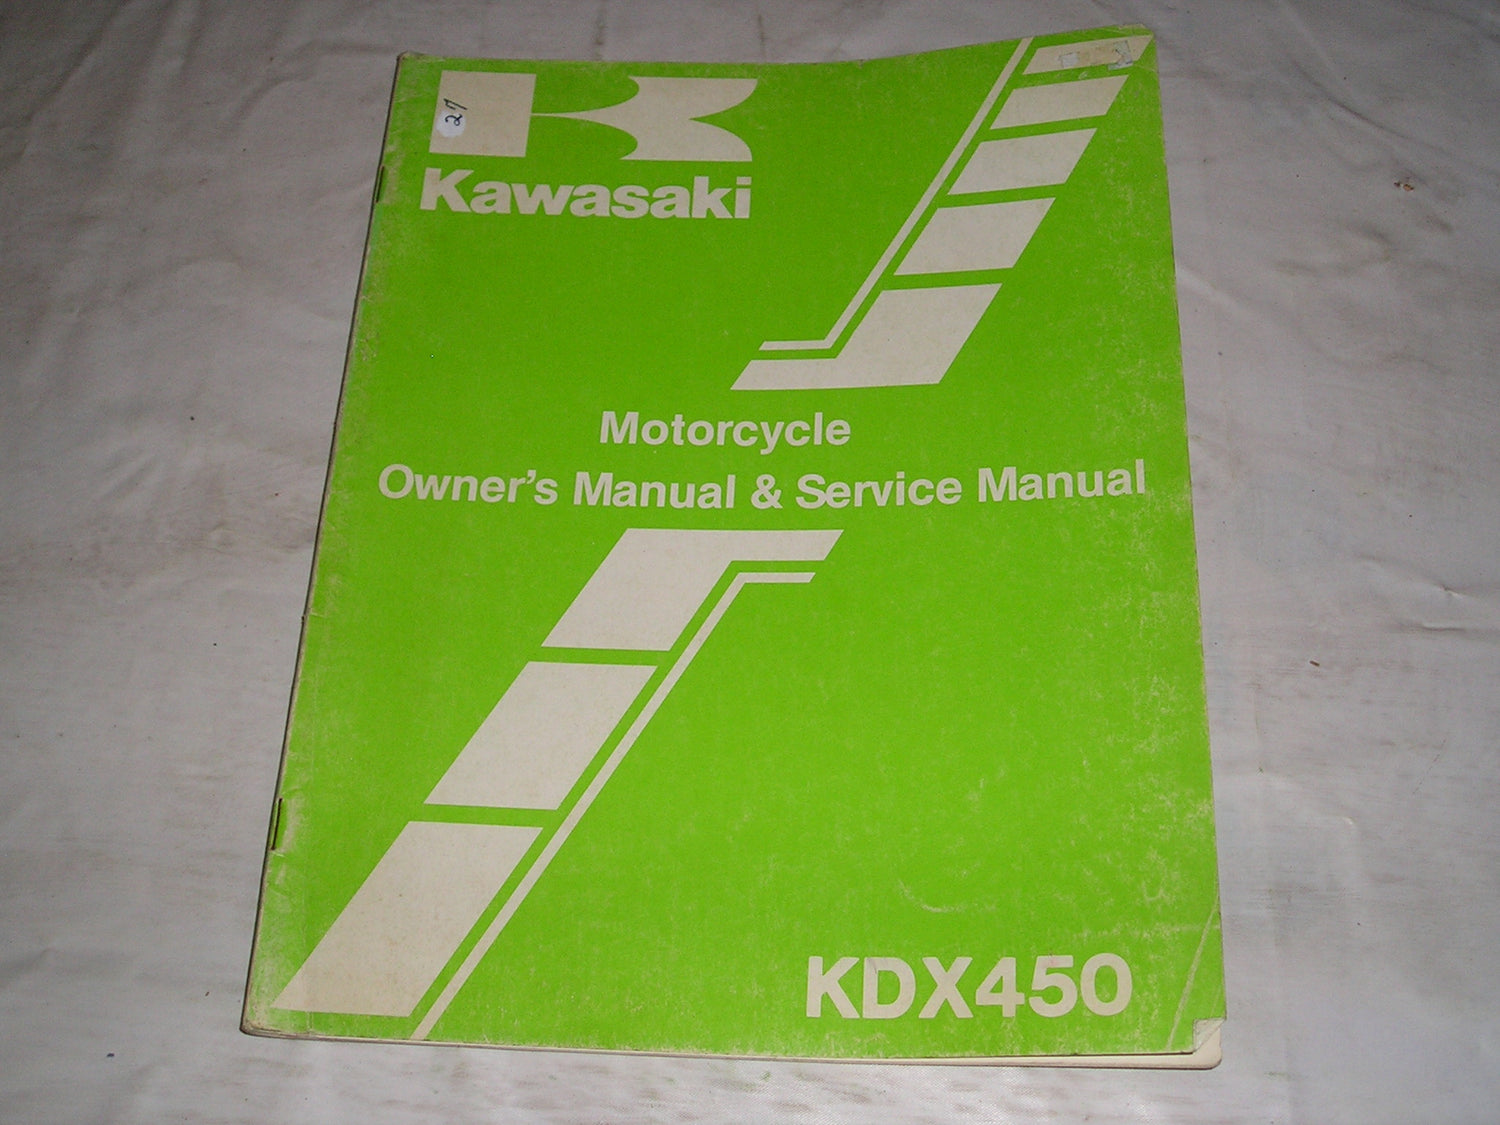 27
Kawasaki
Motorcycle
Owner's Manual & Service Manual
KDX450